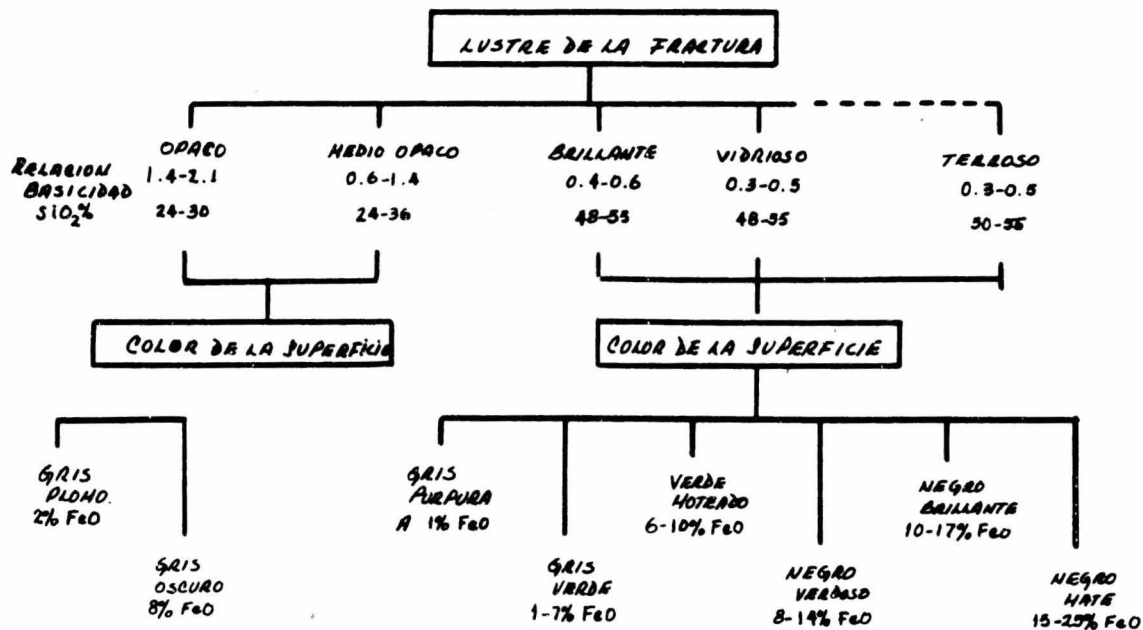 LUSTRE DE LA FRACTURA
OPACO
MEDIO OPACO
BRILLANTE
VIDRIOSO
TERROSO
RELACION
BASICIDAD
1.4-2.1
0.6-1.4
0.4-0.6
0.3-0.5
0.3-0.5
SiO2%
24-30
24-36
48-55
48-55
50-56
COLOR DE LA SUPERFICIE
COLOR DE LA SUPERFICIE
GRIS
PLOMO.
2% FeO
GRIS
OSCURO
8% FeO
GRIS
PURPURA
A 1% FeO
GRIS
VERDE
1-7% FeO
VERDE
MOTEADO
6-10% FeO
NEGRO
VERDOSO
8-14% FeO
NEGRO
BRILLANTE
10-17% FeO
NEGRO
MATE
15-25% FeO